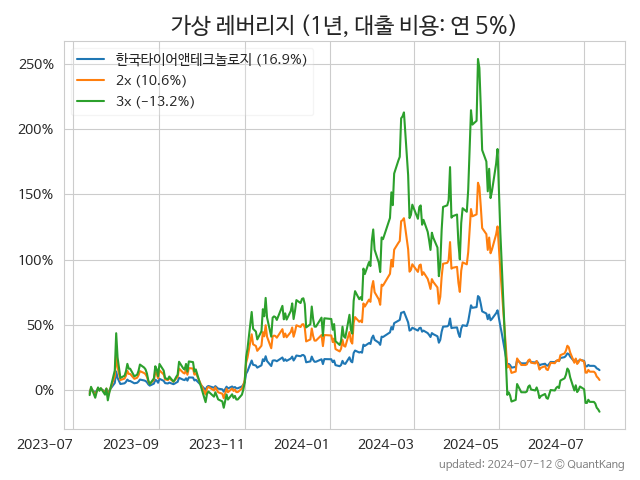 가상 레버리지 (1년, 대출 비용: 연 5%)
한국타이어앤테크놀로지 (16.9%)
2x (10.6%)
3x (-13.2%)
250%
200%
150%
100%
50%
0%
2023-07
2023-09
2023-11
2024-01
2024-03
2024-05
2024-07
updated: 2024-07-12 © QuantKang